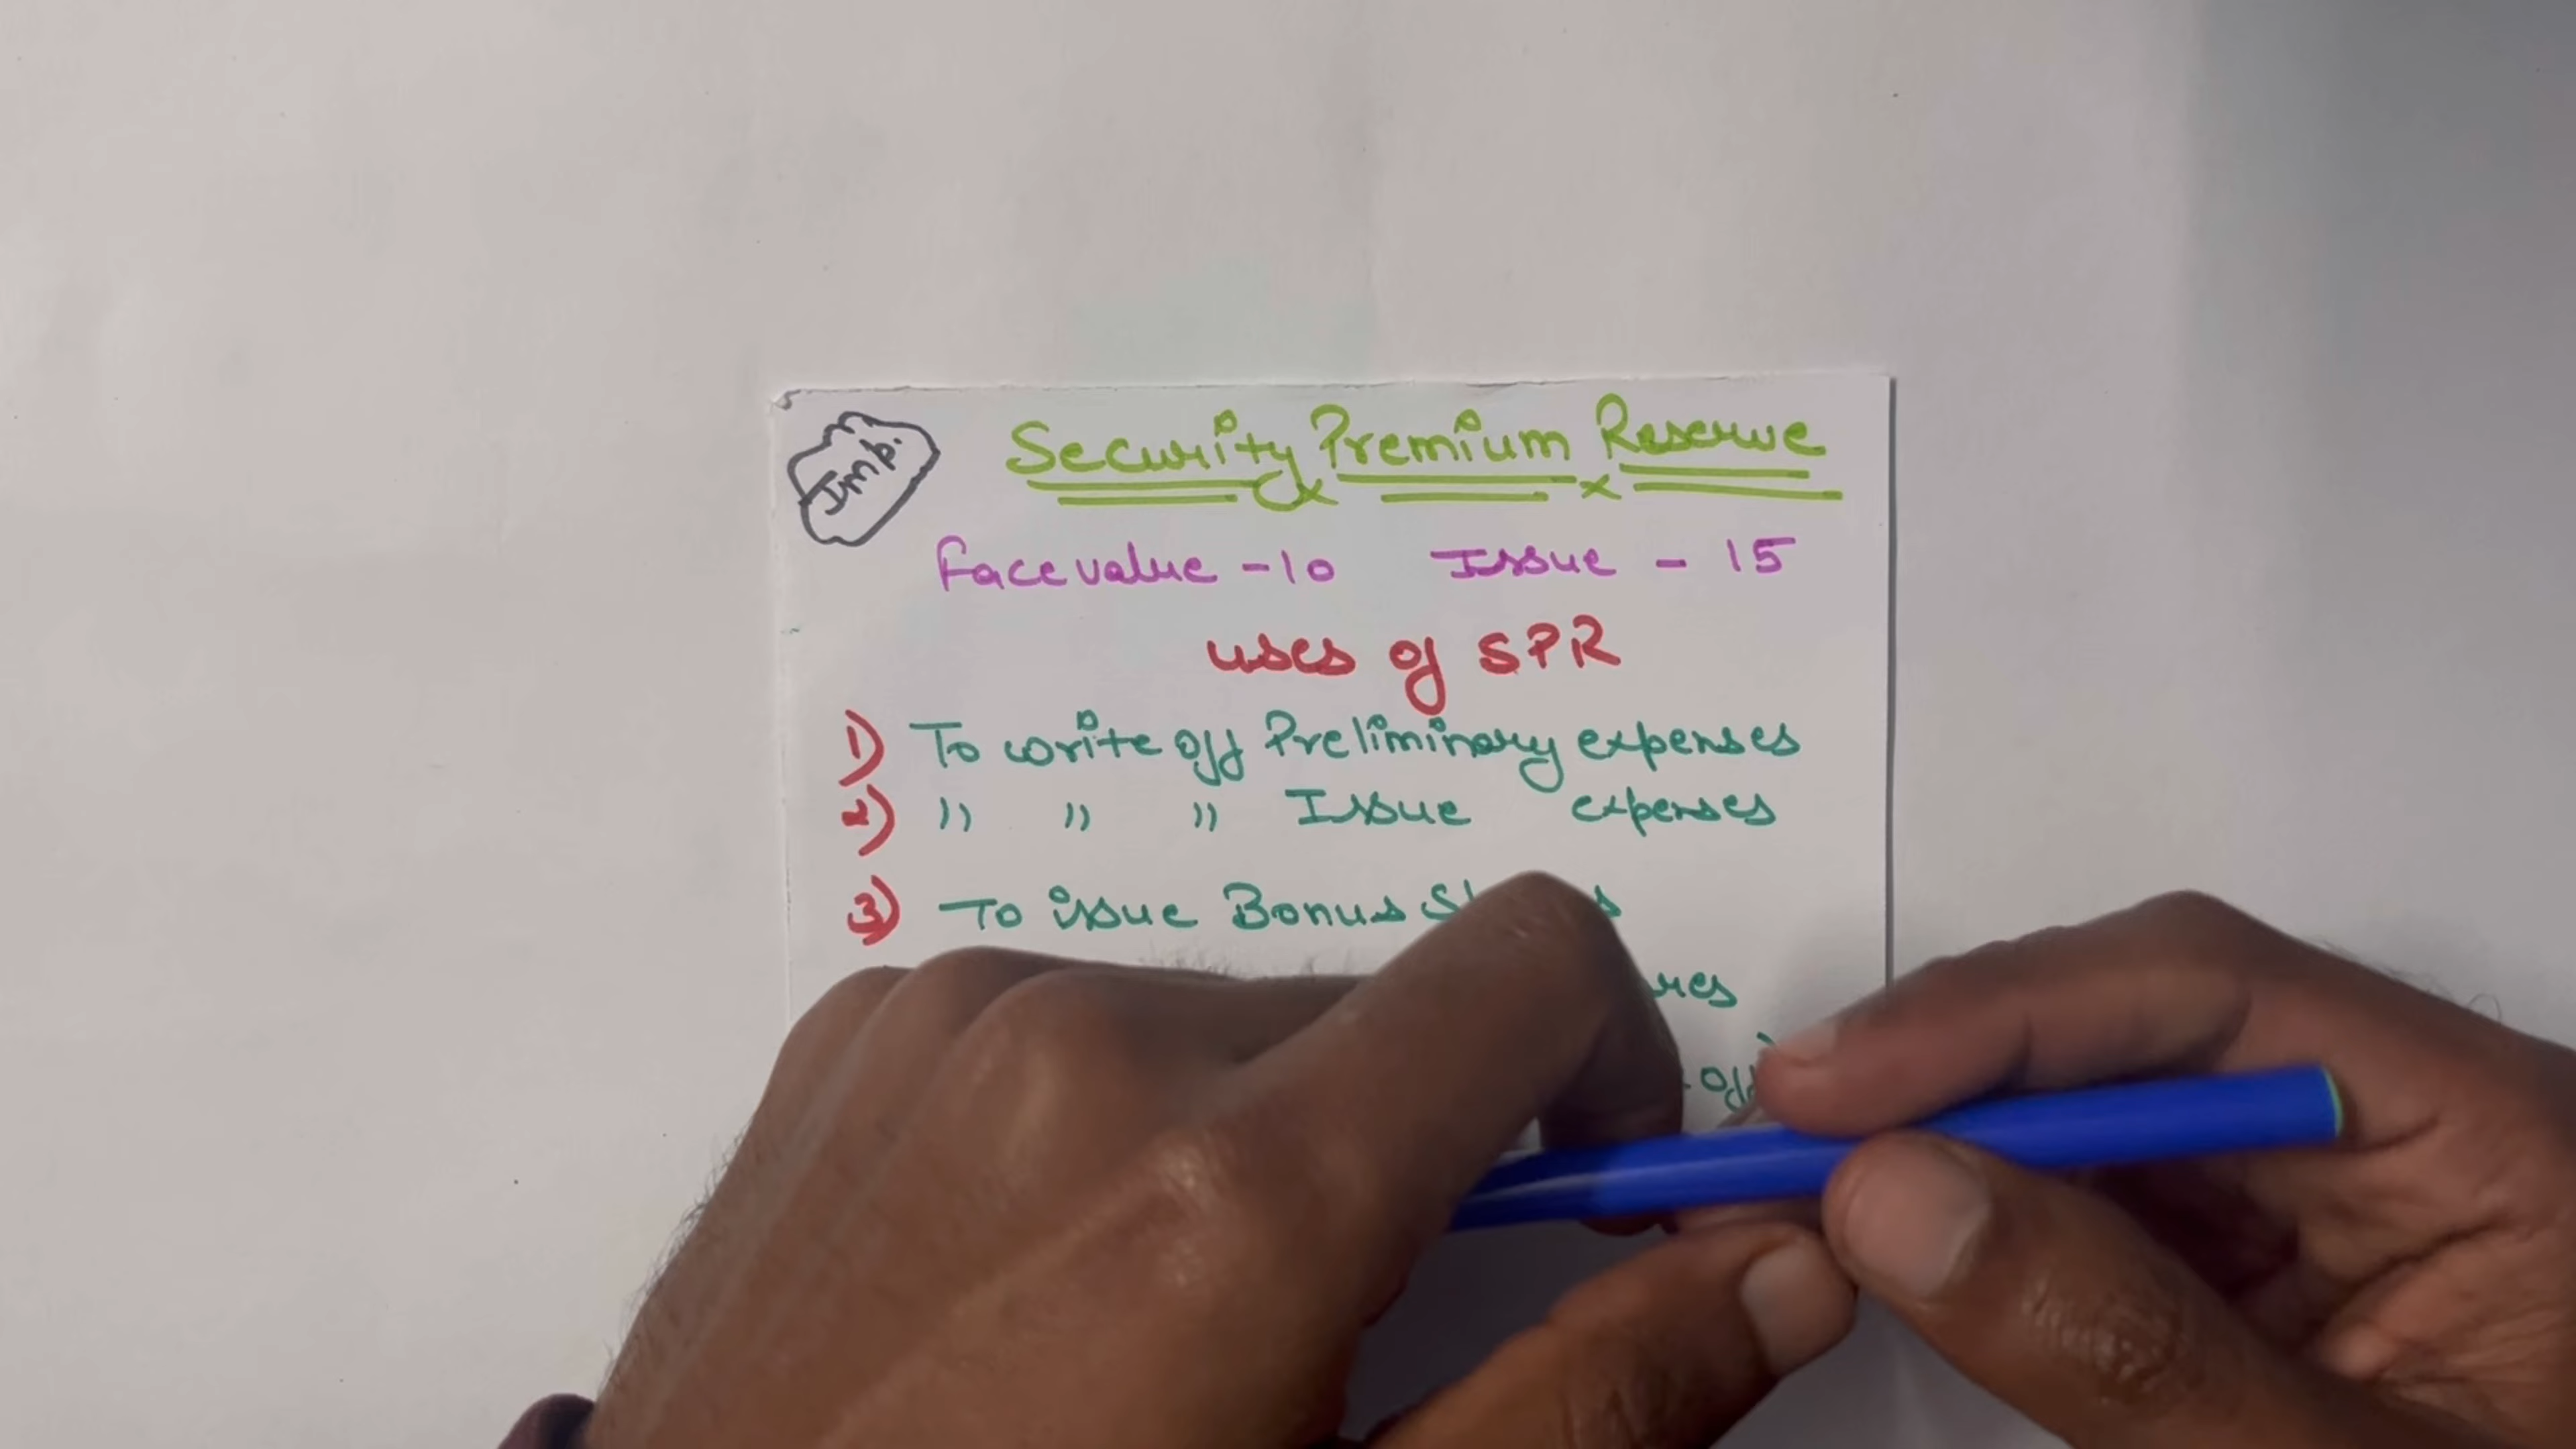 Imp.
Security Premium Reserve
Facevalue - 10 Issue - 15
uses of SPR
1) To write off Preliminary expenses
2) " " " Issue expenses
3) To issue Bonus
off